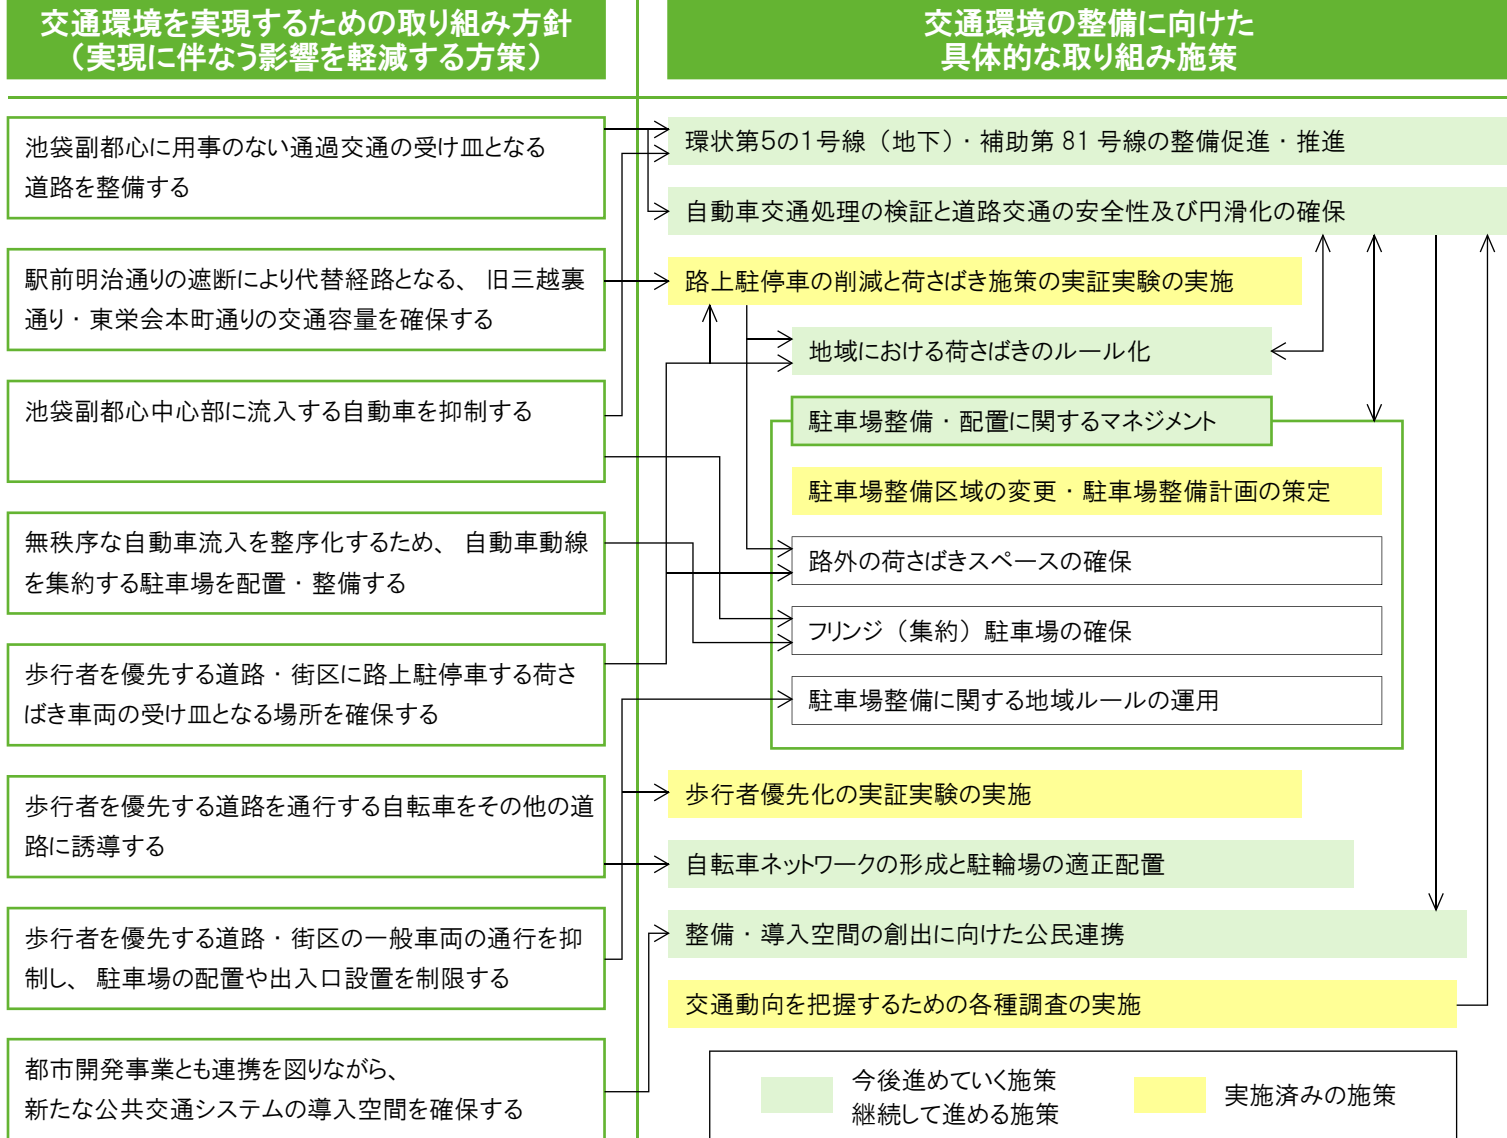 交通環境を実現するための取り組み方針
（実現に伴なう影響を軽減する方策）
池袋副都心に用事のない通過交通の受け皿となる
道路を整備する
駅前明治通りの遮断により代替経路となる、旧三越裏
通り・東栄会本町通りの交通容量を確保する
池袋副都心中心部に流入する自動車を抑制する
無秩序な自動車流入を整序化するため、自動車動線
を集約する駐車場を配置・整備する
歩行者を優先する道路・街区に路上駐停車する荷さ
ばき車両の受け皿となる場所を確保する
歩行者を優先する道路を通行する自転車をその他の道
路に誘導する
歩行者を優先する道路・街区の一般車両の通行を抑
制し、駐車場の配置や出入口設置を制限する
都市開発事業とも連携を図りながら、
新たな公共交通システムの導入空間を確保する
交通環境の整備に向けた
具体的な取り組み施策
環状第5の1号線（地下）・補助第 81 号線の整備促進・推進
自動車交通処理の検証と道路交通の安全性及び円滑化の確保
路上駐停車の削減と荷さばき施策の実証実験の実施
地域における荷さばきのルール化
駐車場整備・配置に関するマネジメント
駐車場整備区域の変更・駐車場整備計画の策定
路外の荷さばきスペースの確保
フリンジ（集約）駐車場の確保
駐車場整備に関する地域ルールの運用
歩行者優先化の実証実験の実施
自転車ネットワークの形成と駐輪場の適正配置
整備・導入空間の創出に向けた公民連携
交通動向を把握するための各種調査の実施
今後進めていく施策
継続して進める施策
実施済みの施策